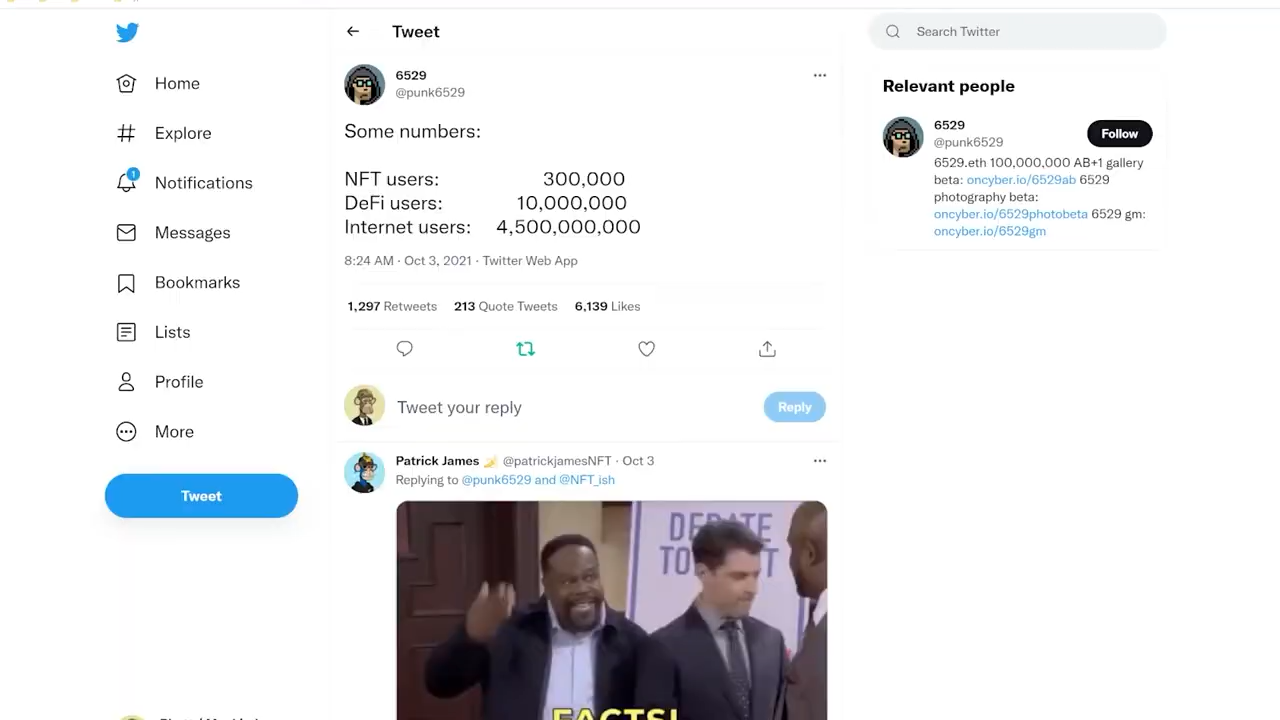 Tweet
Search Twitter
Home
Explore
1
Notifications
Messages
Bookmarks
Lists
Profile
More
Tweet
6529
@punk6529
Some numbers:
NFT users: 300,000
DeFi users: 10,000,000
Internet users: 4,500,000,000
8:24 AM · Oct 3, 2021 · Twitter Web App
1,297 Retweets 213 Quote Tweets 6,139 Likes
Tweet your reply
Reply
Patrick James @patrickjamesNFT · Oct 3
Replying to @punk6529 and @NFT_ish
DEBATE
FACTS!
Relevant people
6529
@punk6529
Follow
6529.eth 100,000,000 AB+1 gallery
beta: oncyber.io/6529ab 6529
photography beta:
oncyber.io/6529photobeta 6529 gm:
oncyber.io/6529gm